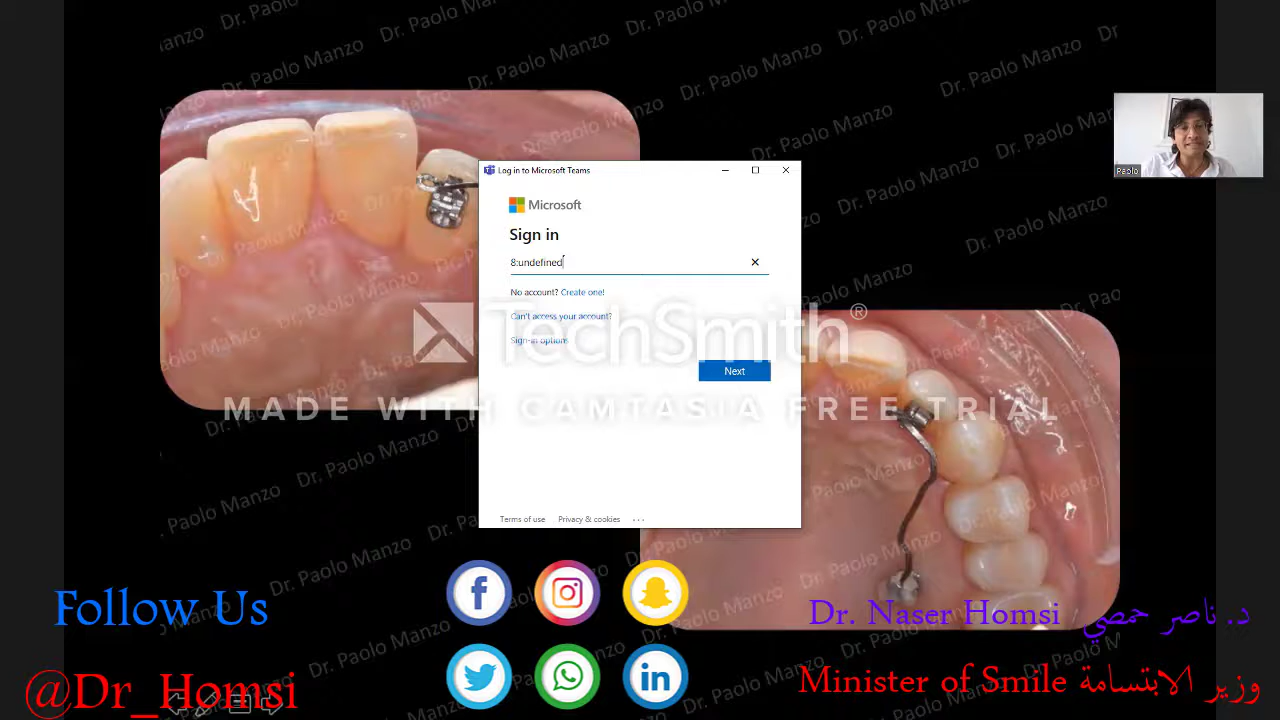 Dr. Paolo Manzo
Paolo
Log in to Microsoft Teams
Microsoft
Sign in
8:undefined
No account? Create one!
Can't access your account?
Sign-in options
Next
TechSmith®
MADE WITH CAMTASIA FREE TRIAL
Terms of use Privacy & cookies
Follow Us
Dr. Naser Homsi د. ناصر حمصي
@Dr_Homsi
Minister of Smile وزير الابتسامة